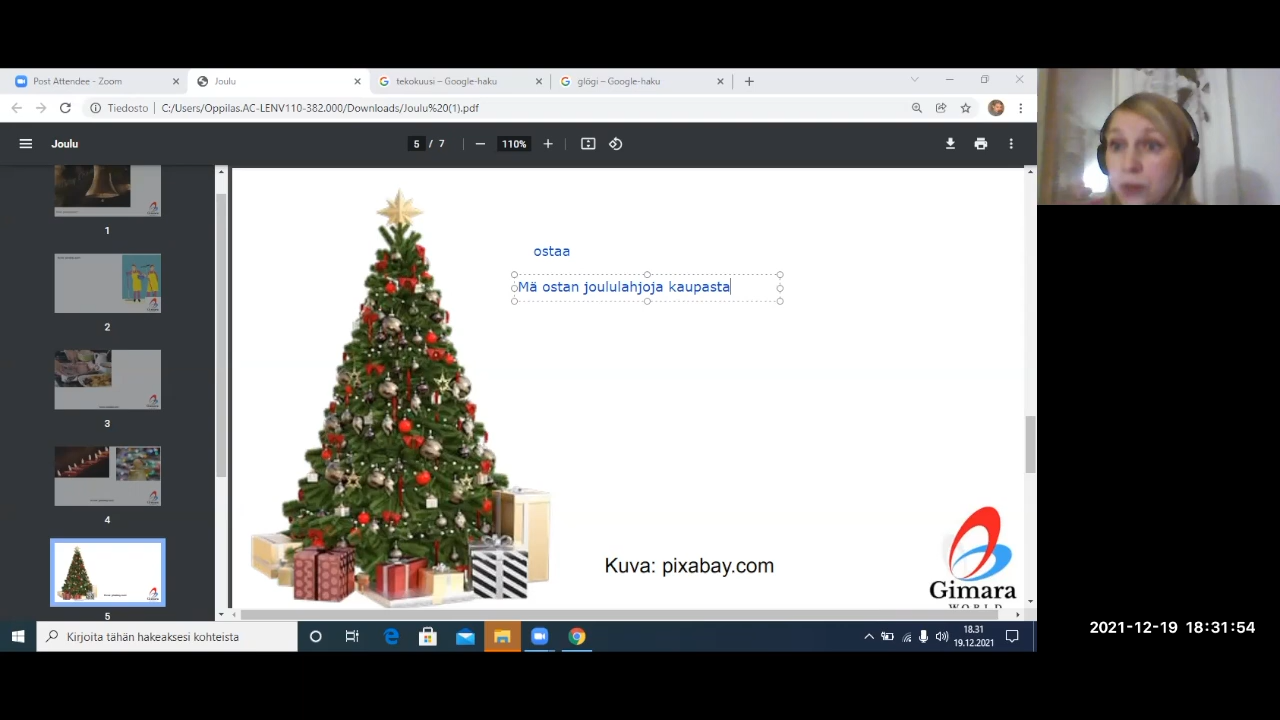 Post Attendee - Zoom
Joulu
tekokuusi – Google-haku
glögi – Google-haku
Tiedosto
C:/Users/Oppilas.AC-LENV110-382.000/Downloads/Joulu%20(1).pdf
Joulu
5 / 7
110%
1
2
3
4
5
ostaa
Mä ostan joululahjoja kaupasta
Kuva: pixabay.com
Gimara
WORLD
Kirjoita tähän hakeaksesi kohteista
18.31
19.12.2021
2021-12-19 18:31:54